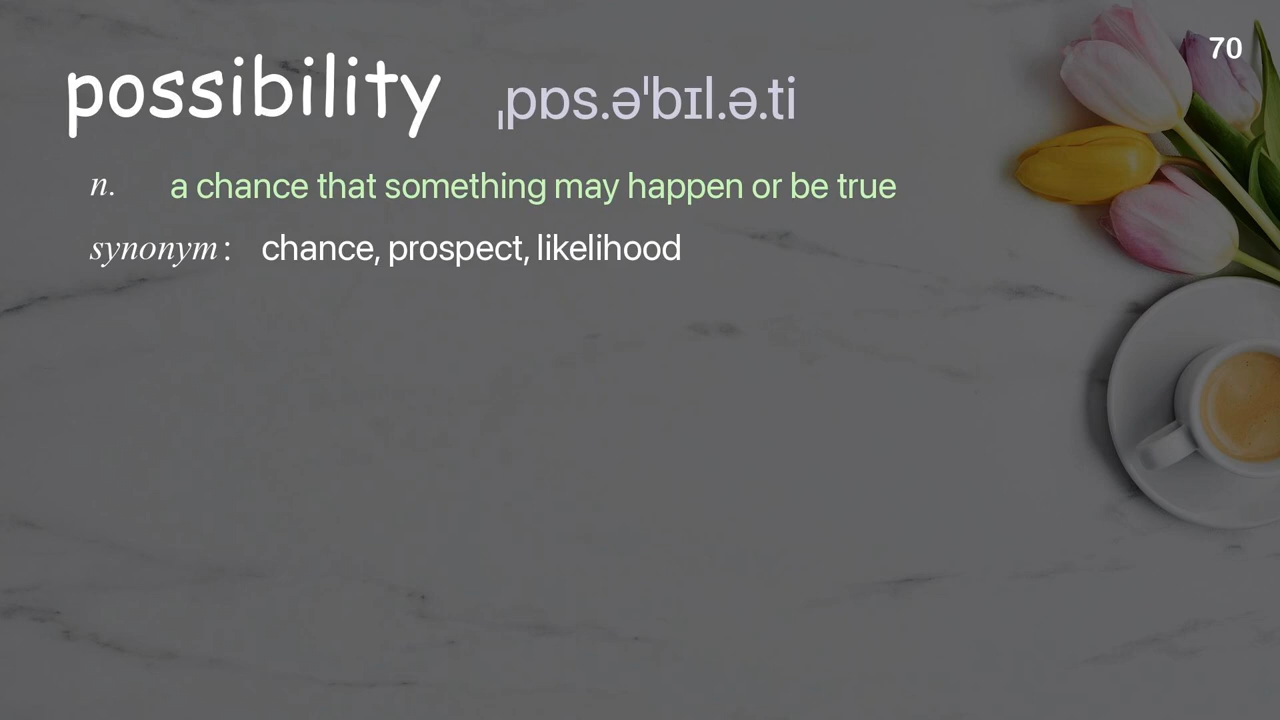 70
possibility ˌpɒs.əˈbɪl.ə.ti
n. a chance that something may happen or be true
synonym: chance, prospect, likelihood